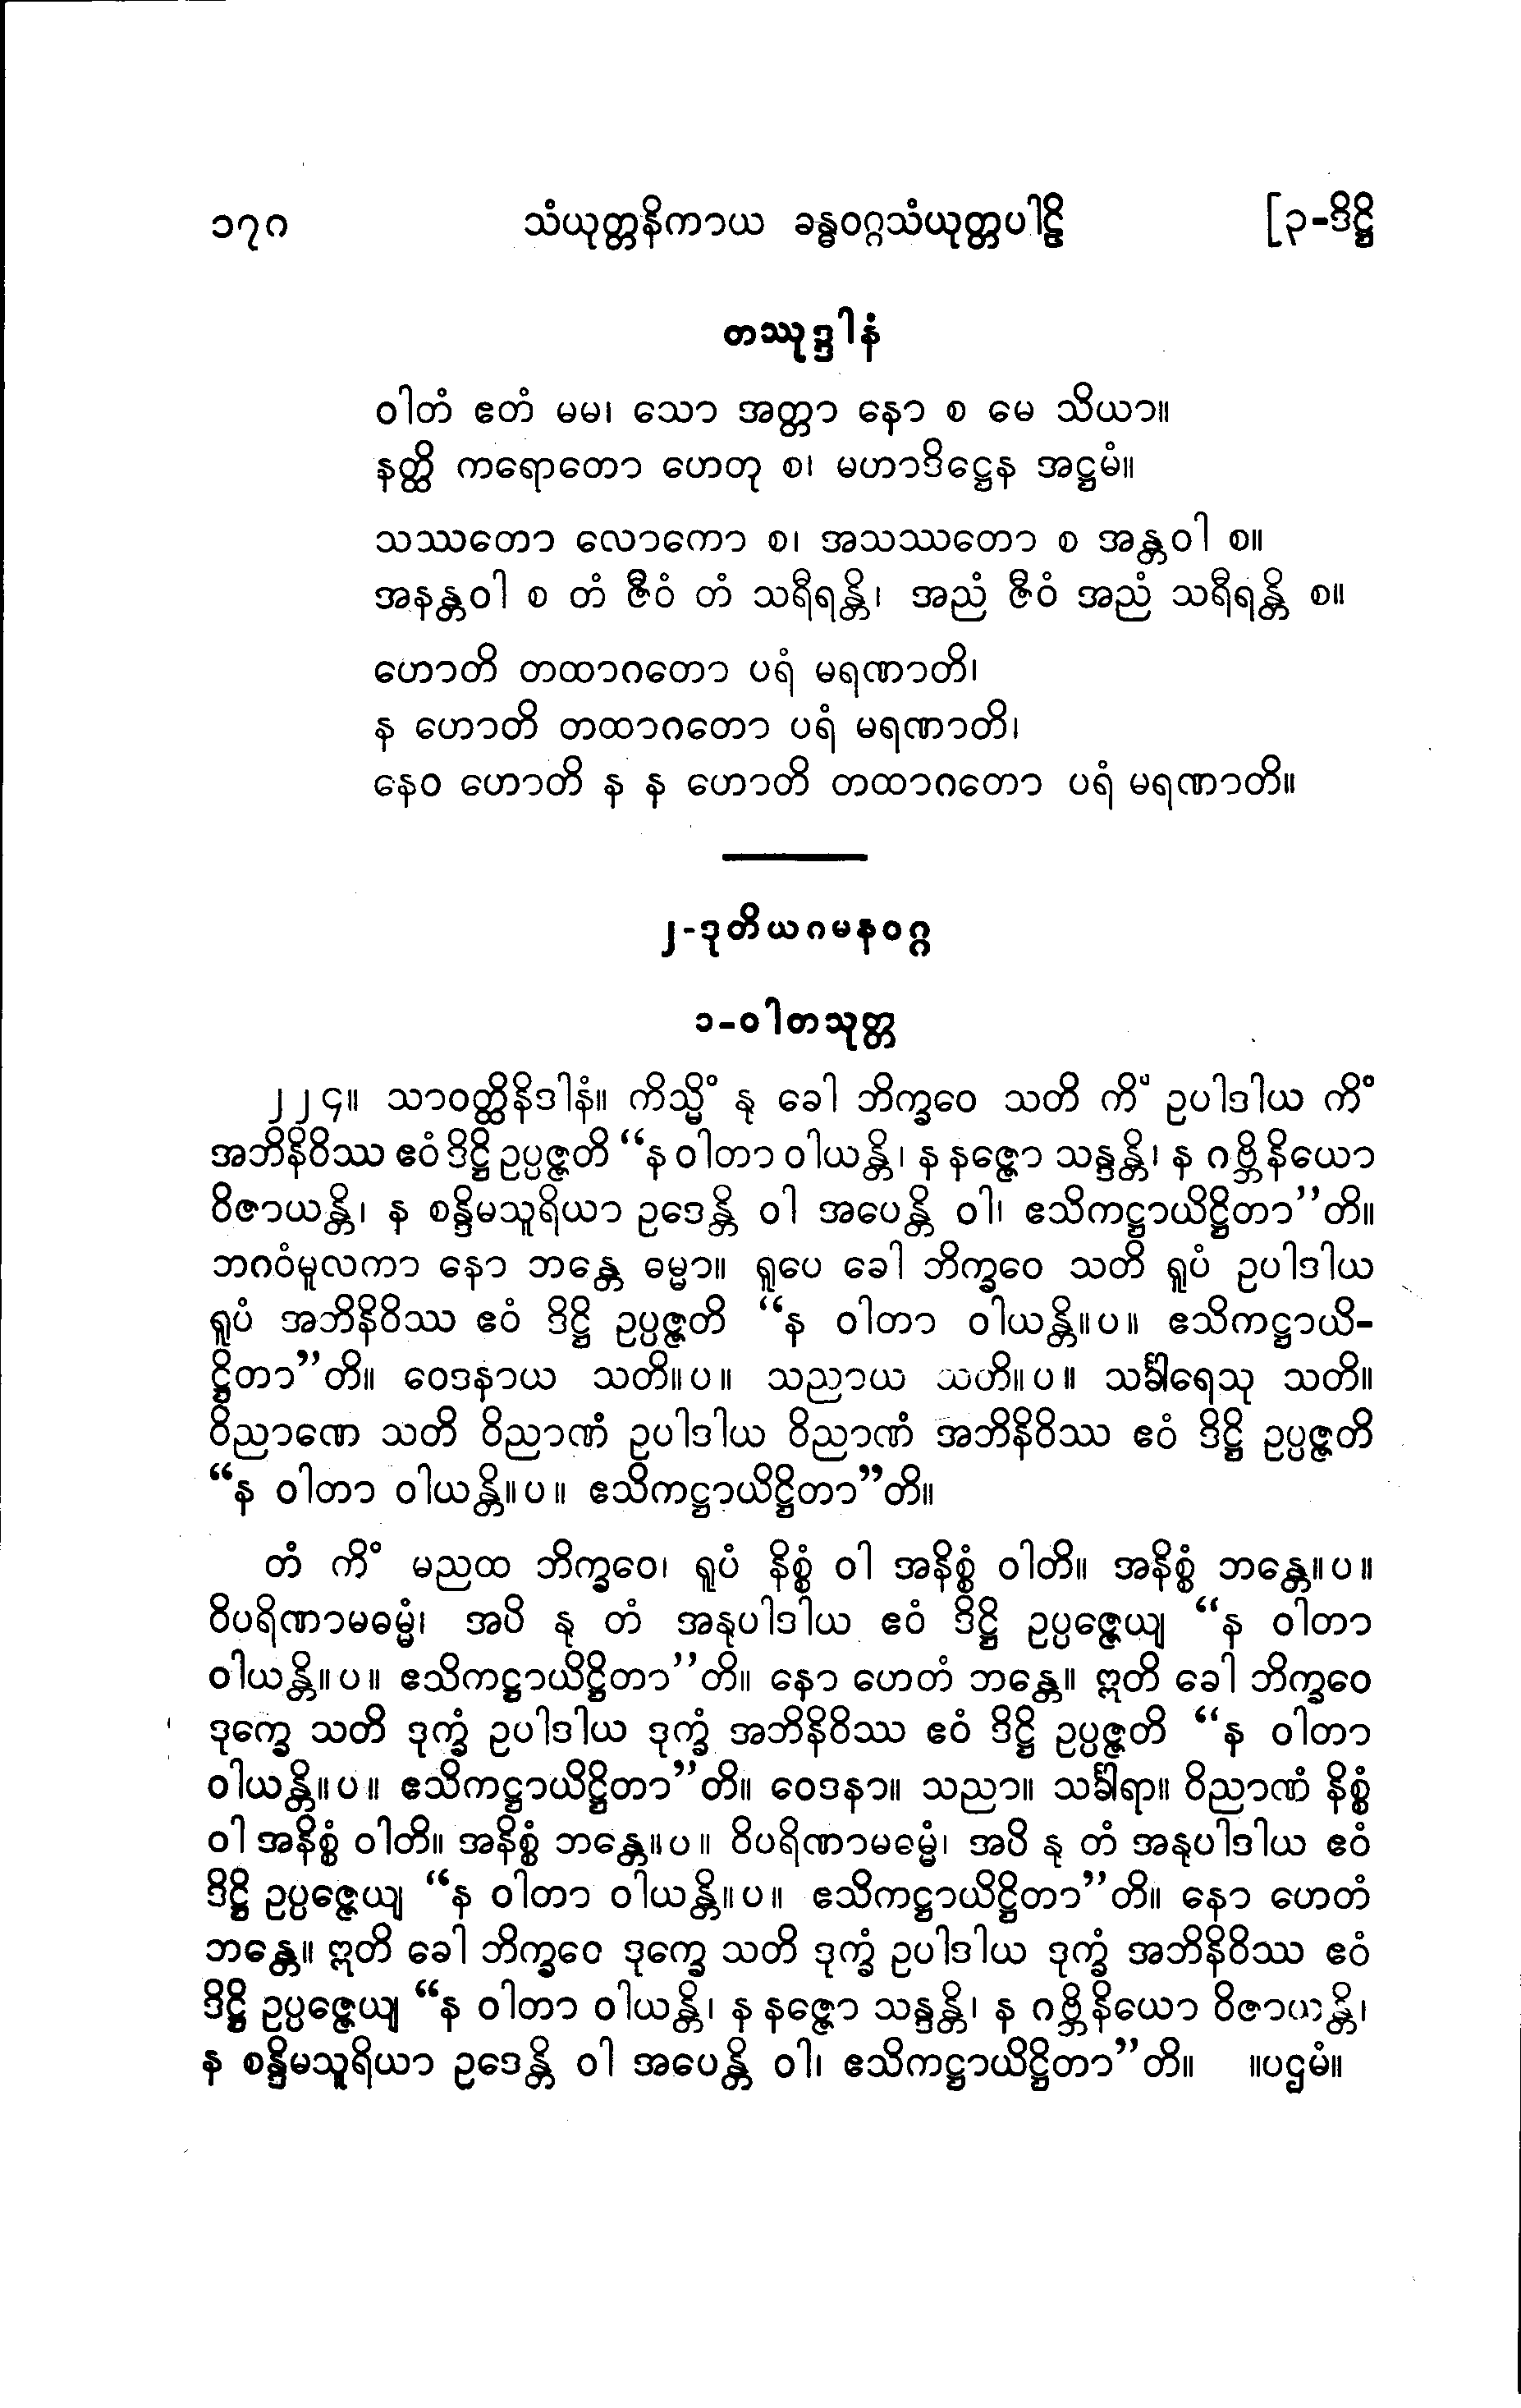 ၁၇ဂ သံယုတ္တနိကာယ ခန္ဓဝဂ္ဂသံယုတ္တပါဠိ [၃-ဒိဋ္ဌိ
တဿုဒ္ဒါနံ
ဝါတံ ဧတံ မမ၊ သော အတ္တာ နော စ မေ သိယာ။
နတ္ထိ ကရောတော ဟေတု စ၊ မဟာဒိဋ္ဌေန အဋ္ဌမံ။
သဿတော လောကော စ၊ အသဿတော စ အန္တဝါ စ။
အနန္တဝါ စ တံ ဇီဝံ တံ သရီရန္တိ၊ အညံ ဇီဝံ အညံ သရီရန္တိ စ။
ဟောတိ တထာဂတော ပရံ မရဏာတိ၊
န ဟောတိ တထာဂတော ပရံ မရဏာတိ၊
နေဝ ဟောတိ န န ဟောတိ တထာဂတော ပရံ မရဏာတိ။
၂-ဒုတိယဂမနဝဂ္ဂ
၁-ဝါတသုတ္တ
၂၂၄။ သာဝတ္ထိနိဒါနံ။ ကိသ္မိံ နု ခေါ ဘိက္ခဝေ သတိ ကိံ ဥပါဒါယ ကိံ
အဘိနိဝိဿ ဧဝံ ဒိဋ္ဌိ ဥပ္ပဇ္ဇတိ “န ဝါတာ ဝါယန္တိ၊ န နဇ္ဇော သန္ဒန္တိ၊ န ဂဗ္ဘိနိယော
ဝိဇာယန္တိ၊ န စန္ဒိမသူရိယာ ဥဒေန္တိ ဝါ အပေန္တိ ဝါ၊ ဧသိကဋ္ဌာယိဋ္ဌိတာ”တိ။
ဘဂဝံမူလကာ နော ဘန္တေ ဓမ္မာ။ ရူပေ ခေါ ဘိက္ခဝေ သတိ ရူပံ ဥပါဒါယ
ရူပံ အဘိနိဝိဿ ဧဝံ ဒိဋ္ဌိ ဥပ္ပဇ္ဇတိ “န ဝါတာ ဝါယန္တိ။ပ။ ဧသိကဋ္ဌာယိ-
ဋ္ဌိတာ”တိ။ ဝေဒနာယ သတိ။ပ။ သညာယ သတိ။ပ။ သင်္ခါရေသု သတိ။
ဝိညာဏေ သတိ ဝိညာဏံ ဥပါဒါယ ဝိညာဏံ အဘိနိဝိဿ ဧဝံ ဒိဋ္ဌိ ဥပ္ပဇ္ဇတိ
“န ဝါတာ ဝါယန္တိ။ပ။ ဧသိကဋ္ဌာယိဋ္ဌိတာ”တိ။
တံ ကိံ မညထ ဘိက္ခဝေ၊ ရူပံ နိစ္စံ ဝါ အနိစ္စံ ဝါတိ။ အနိစ္စံ ဘန္တေ။ပ။
ဝိပရိဏာမဓမ္မံ၊ အပိ နု တံ အနုပါဒါယ ဧဝံ ဒိဋ္ဌိ ဥပ္ပဇ္ဇေယျ “န ဝါတာ
ဝါယန္တိ။ပ။ ဧသိကဋ္ဌာယိဋ္ဌိတာ”တိ။ နော ဟေတံ ဘန္တေ။ ဣတိ ခေါ ဘိက္ခဝေ
ဒုက္ခေ သတိ ဒုက္ခံ ဥပါဒါယ ဒုက္ခံ အဘိနိဝိဿ ဧဝံ ဒိဋ္ဌိ ဥပ္ပဇ္ဇတိ “န ဝါတာ
ဝါယန္တိ။ပ။ ဧသိကဋ္ဌာယိဋ္ဌိတာ”တိ။ ဝေဒနာ။ သညာ။ သင်္ခါရာ။ ဝိညာဏံ နိစ္စံ
ဝါ အနိစ္စံ ဝါတိ။ အနိစ္စံ ဘန္တေ။ပ။ ဝိပရိဏာမဓမ္မံ၊ အပိ နု တံ အနုပါဒါယ ဧဝံ
ဒိဋ္ဌိ ဥပ္ပဇ္ဇေယျ “န ဝါတာ ဝါယန္တိ။ပ။ ဧသိကဋ္ဌာယိဋ္ဌိတာ”တိ။ နော ဟေတံ
ဘန္တေ။ ဣတိ ခေါ ဘိက္ခဝေ ဒုက္ခေ သတိ ဒုက္ခံ ဥပါဒါယ ဒုက္ခံ အဘိနိဝိဿ ဧဝံ
ဒိဋ္ဌိ ဥပ္ပဇ္ဇေယျ “န ဝါတာ ဝါယန္တိ၊ န နဇ္ဇော သန္ဒန္တိ၊ န ဂဗ္ဘိနိယော ဝိဇာယန္တိ၊
န စန္ဒိမသူရိယာ ဥဒေန္တိ ဝါ အပေန္တိ ဝါ၊ ဧသိကဋ္ဌာယိဋ္ဌိတာ”တိ။ ။ပဌမံ။